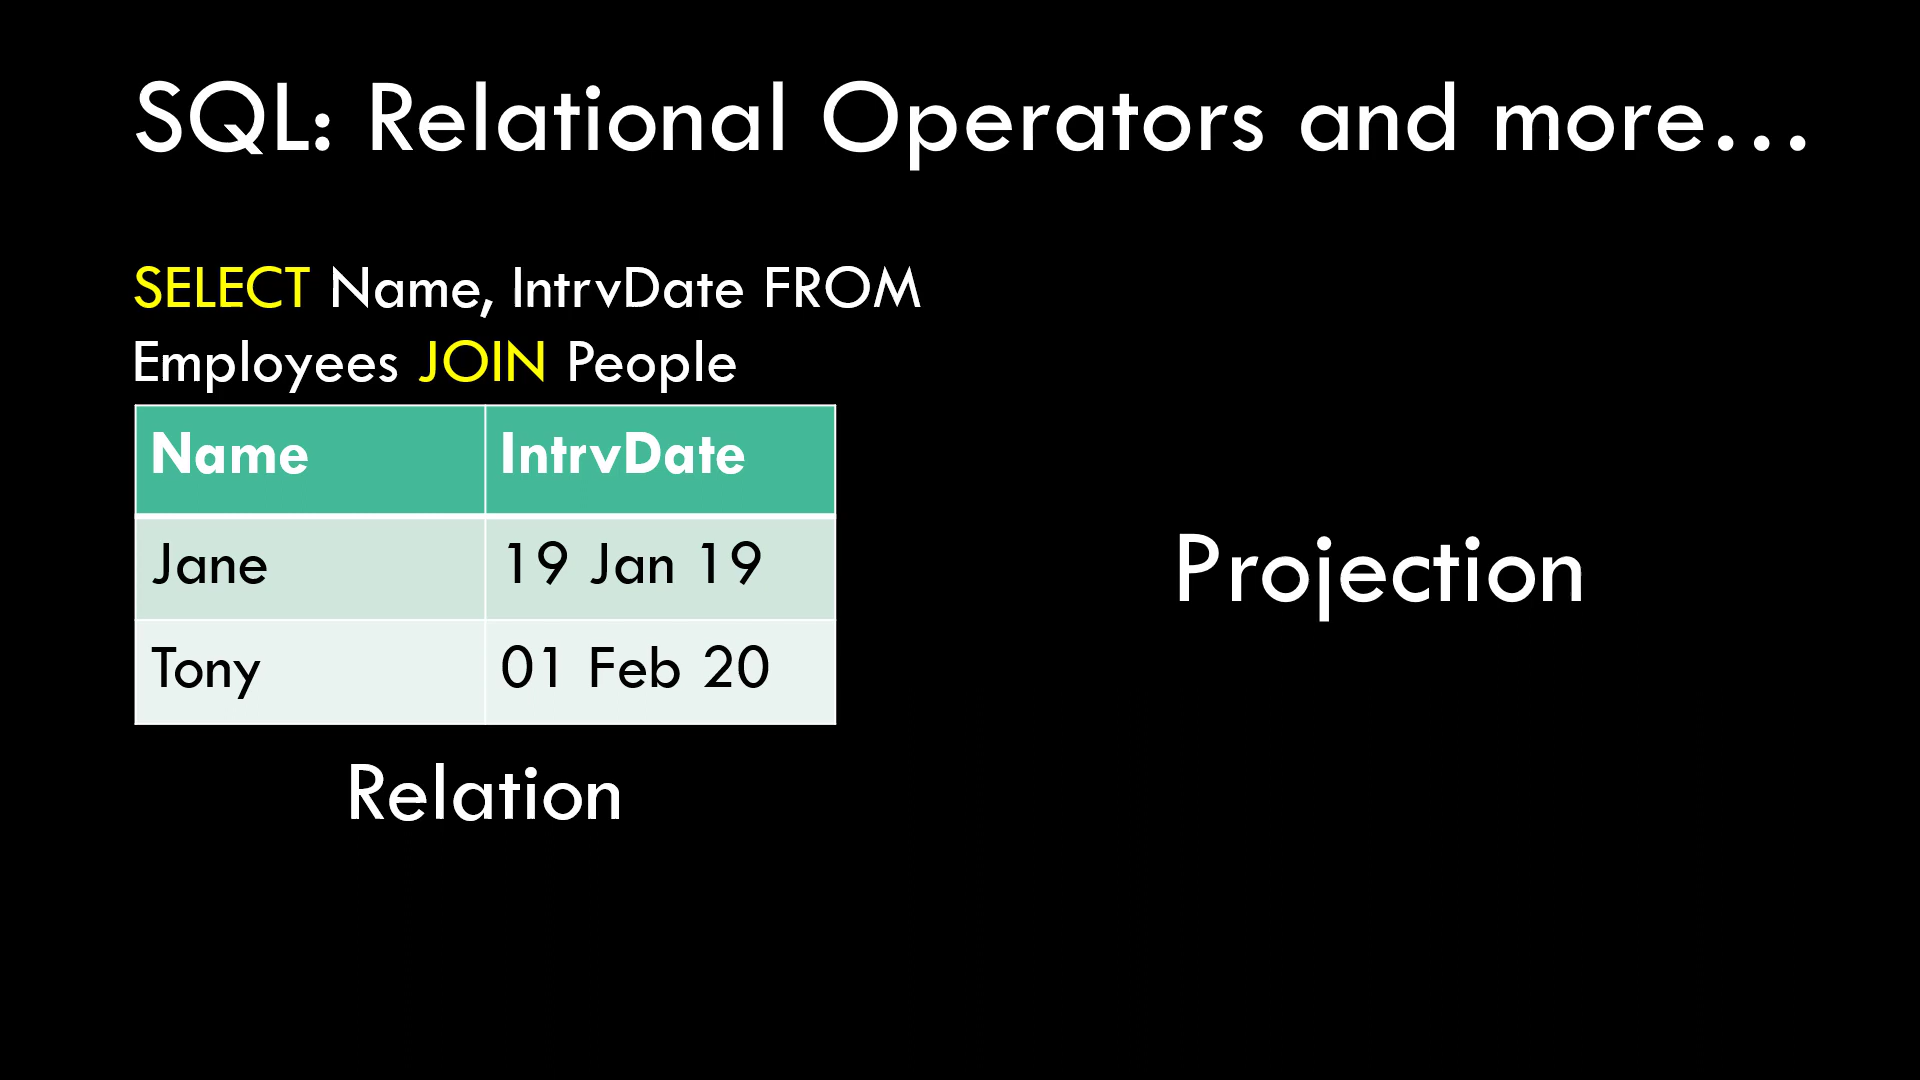 SQL: Relational Operators and more…
SELECT Name, IntrvDate FROM
Employees JOIN People
Name IntrvDate
Jane 19 Jan 19
Tony 01 Feb 20
Relation
Projection